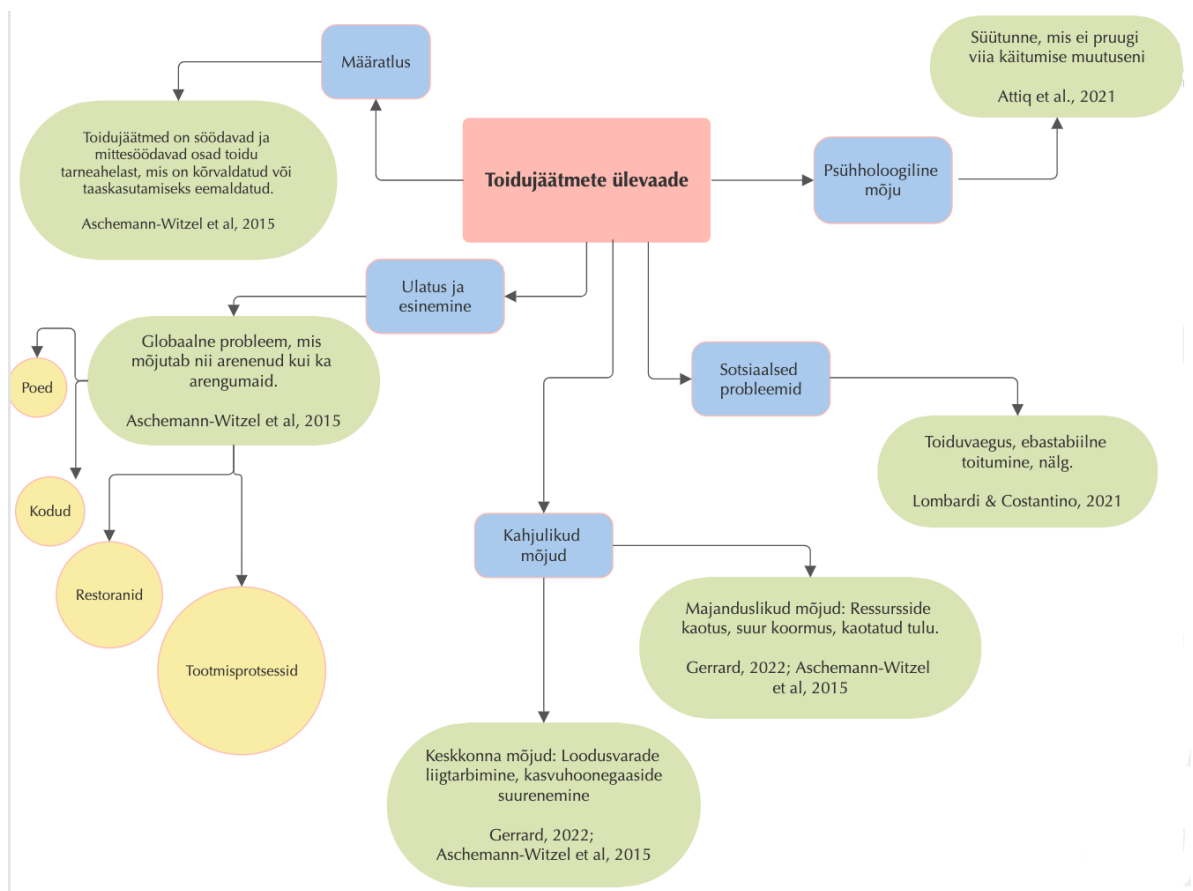 Määratlus
Toidujäätmed on söödavad ja
mittesöödavad osad toidu
tarneahelast, mis on kõrvaldatud või
taaskasutamiseks eemaldatud.
Aschemann-Witzel et al, 2015
Toidujäätmete ülevaade
Psühholoogiline
mõju
Süütunne, mis ei pruugi
viia käitumise muutuseni
Attiq et al., 2021
Ulatus ja
esinemine
Globaalne probleem, mis
mõjutab nii arenenud kui ka
arengumaid.
Aschemann-Witzel et al, 2015
Poed
Kodud
Restoranid
Tootmisprotsessid
Sotsiaalsed
probleemid
Toiduvaegus, ebastabiilne
toitumine, nälg.
Lombardi & Costantino, 2021
Kahjulikud
mõjud
Majanduslikud mõjud: Ressursside
kaotus, suur koormus, kaotatud tulu.
Gerrard, 2022; Aschemann-Witzel
et al, 2015
Keskkonna mõjud: Loodusvarade
liigtarbimine, kasvuhoonegaaside
suurenemine
Gerrard, 2022;
Aschemann-Witzel et al, 2015